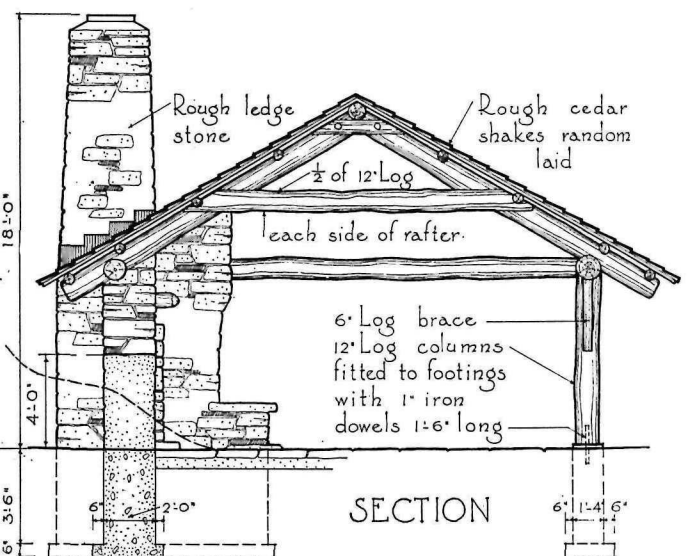 Rough ledge
stone
Rough cedar
shakes random
laid
½ of 12" Log
each side of rafter.
18'-0"
6" Log brace
12" Log columns
fitted to footings
with 1" iron
dowels 1'-6" long
4'-0"
3'-6"
6"
6"
2'-0"
SECTION
6"
1'-4"
6"